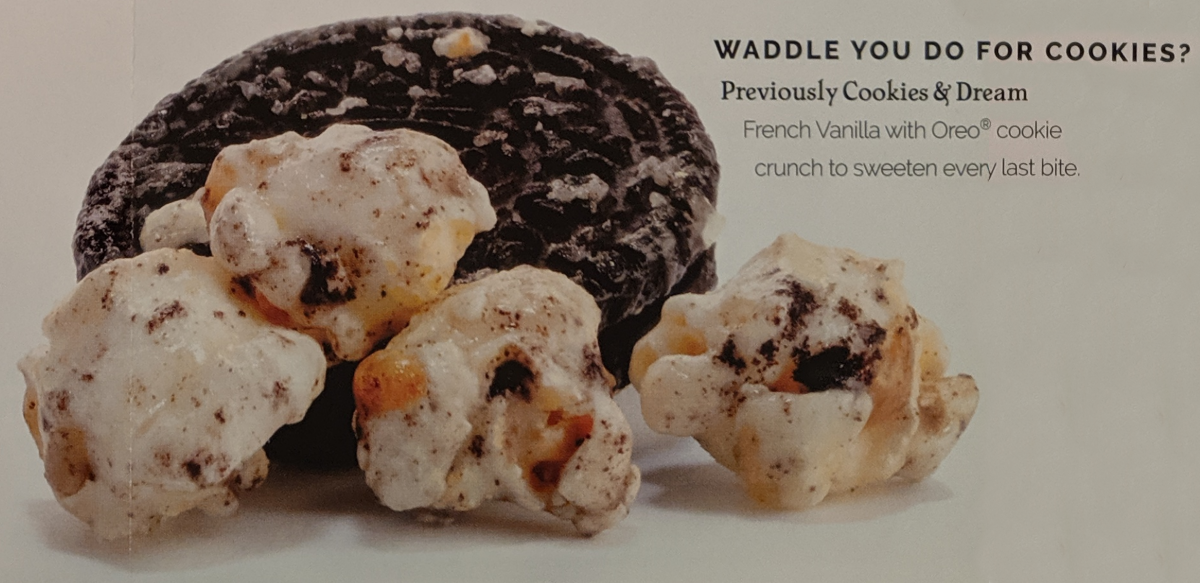 WADDLE YOU DO FOR COOKIES?
Previously Cookies & Dream
French Vanilla with Oreo® cookie
crunch to sweeten every last bite.